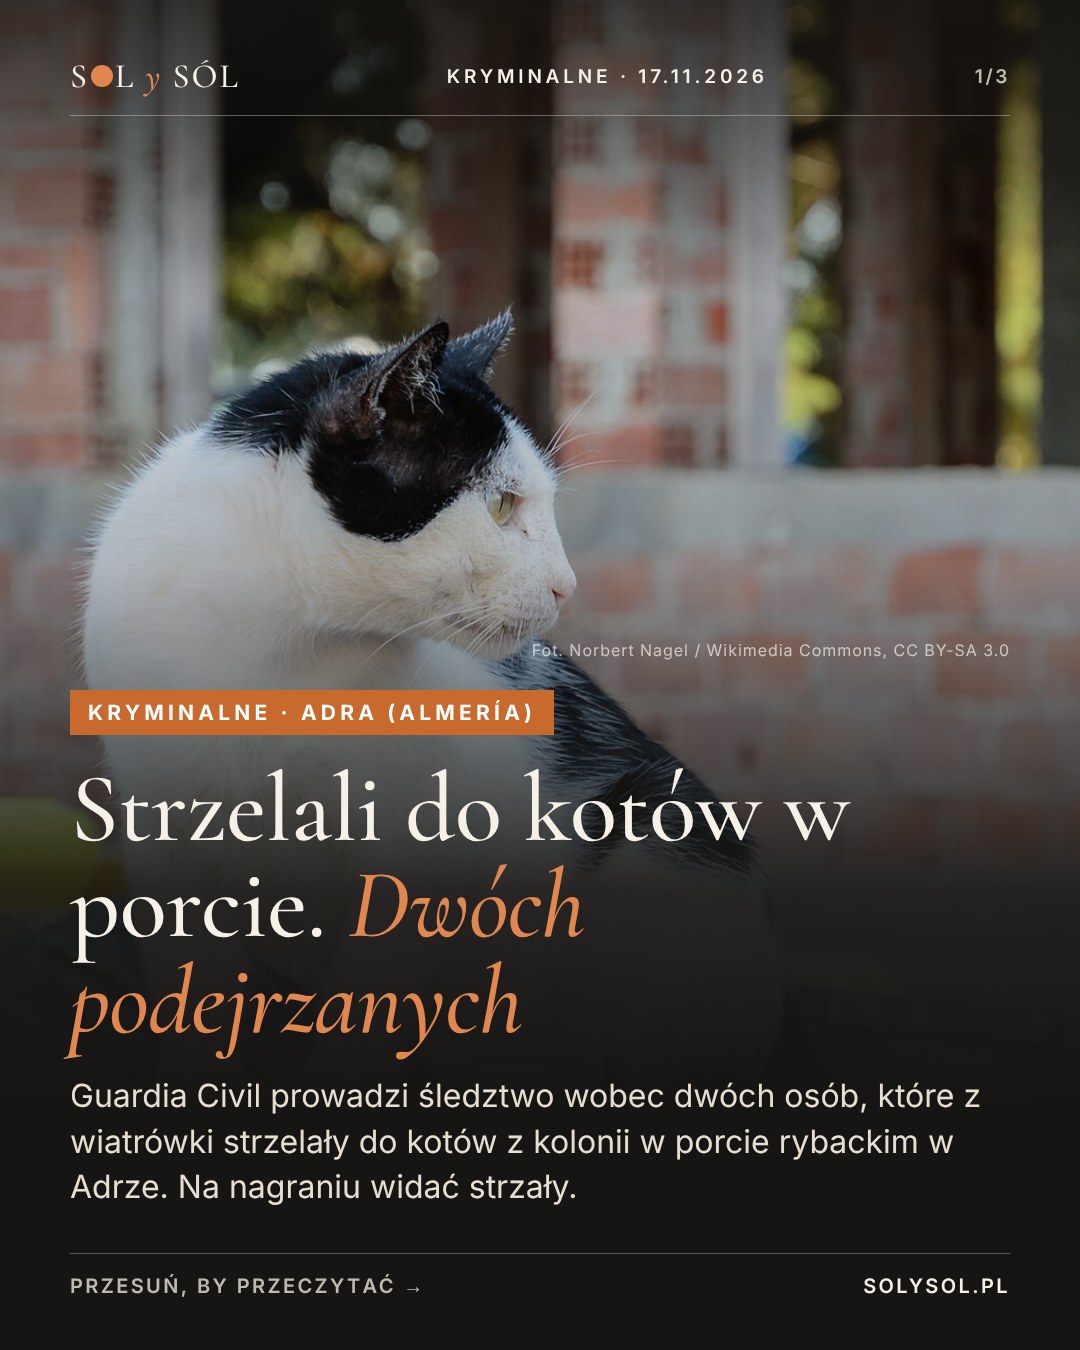 SOL y SÓL
KRYMINALNE · 17.11.2026
1/3
Fot. Norbert Nagel / Wikimedia Commons, CC BY-SA 3.0
KRYMINALNE · ADRA (ALMERÍA)
Strzelali do kotów w
porcie. Dwóch
podejrzanych
Guardia Civil prowadzi śledztwo wobec dwóch osób, które z
wiatrówki strzelały do kotów z kolonii w porcie rybackim w
Adrze. Na nagraniu widać strzały.
PRZESUŃ, BY PRZECZYTAĆ →
SOLYSOL.PL